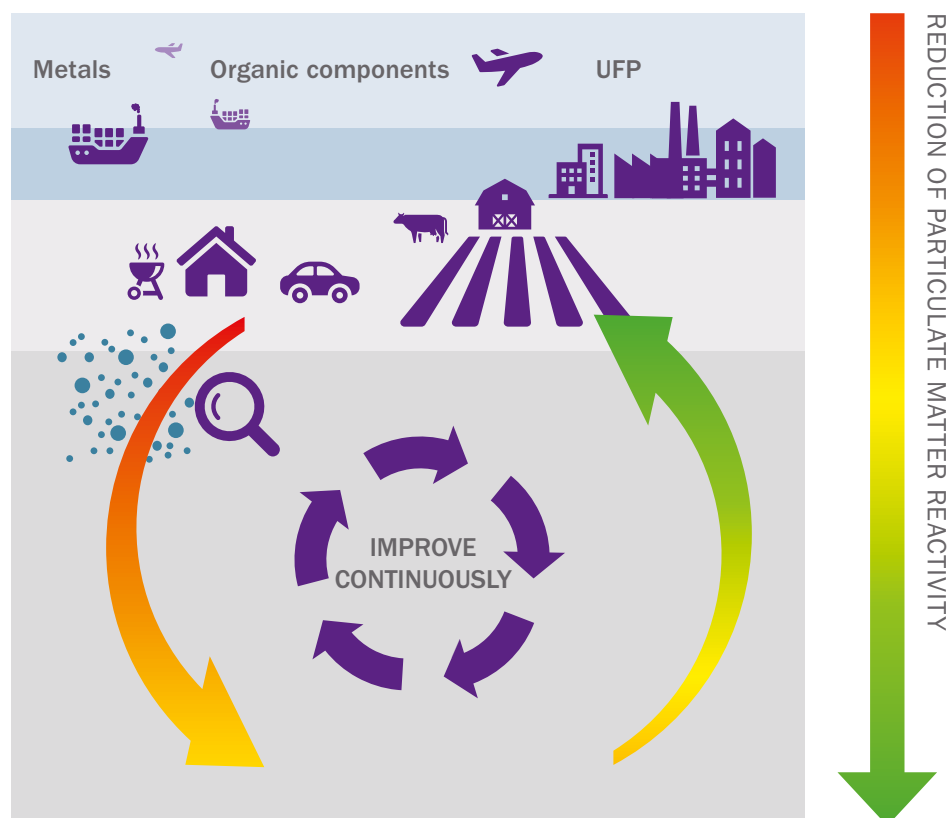 Metals
Organic components
UFP
IMPROVE
CONTINUOUSLY
REDUCTION OF PARTICULATE MATTER REACTIVITY